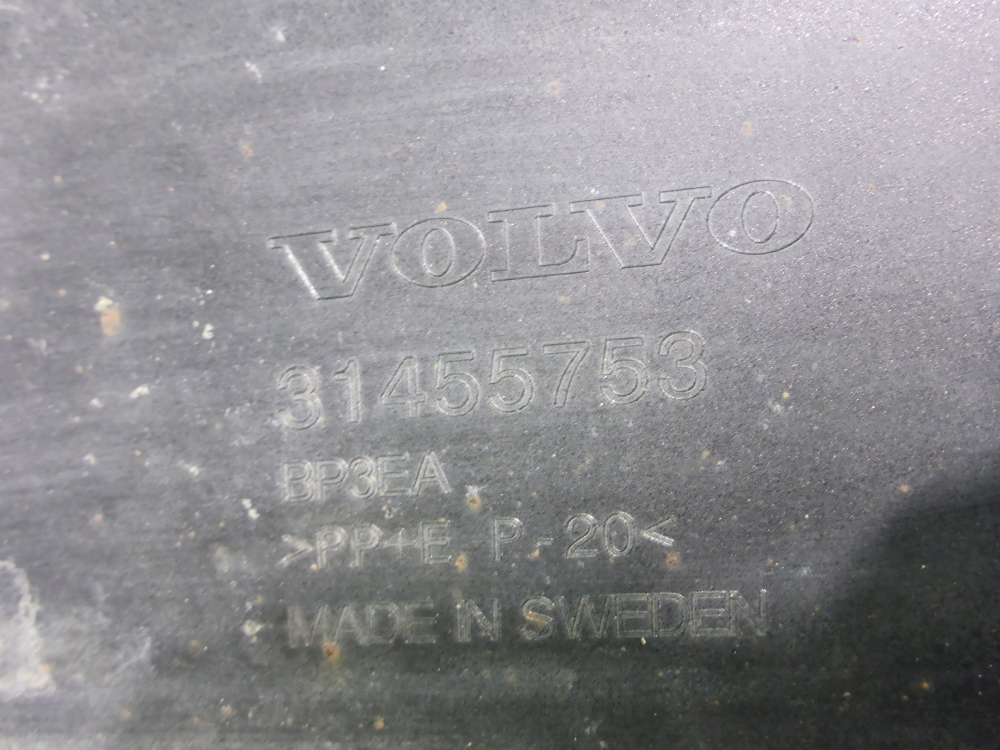 VOLVO
31455753
BP3EA
>PP+E P-20<
MADE IN SWEDEN